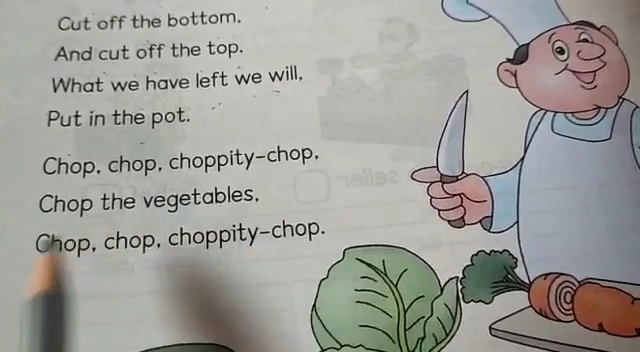 Cut off the bottom.
And cut off the top.
What we have left we will,
Put in the pot.
Chop, chop, choppity-chop,
Chop the vegetables,
Chop, chop, choppity-chop.